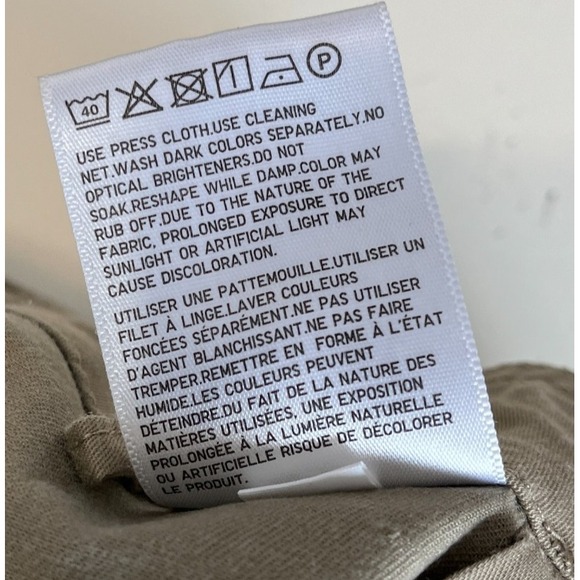 40 P
USE PRESS CLOTH.USE CLEANING
NET.WASH DARK COLORS SEPARATELY.NO
OPTICAL BRIGHTENERS.DO NOT
SOAK.RESHAPE WHILE DAMP.COLOR MAY
RUB OFF.DUE TO THE NATURE OF THE
FABRIC, PROLONGED EXPOSURE TO DIRECT
SUNLIGHT OR ARTIFICIAL LIGHT MAY
CAUSE DISCOLORATION.
UTILISER UNE PATTEMOUILLE.UTILISER UN
FILET À LINGE.LAVER COULEURS
FONCÉES SÉPARÉMENT.NE PAS UTILISER
D'AGENT BLANCHISSANT.NE PAS FAIRE
TREMPER.REMETTRE EN FORME À L'ÉTAT
HUMIDE.LES COULEURS PEUVENT
DÉTEINDRE.DU FAIT DE LA NATURE DES
MATIÈRES UTILISÉES, UNE EXPOSITION
PROLONGÉE À LA LUMIÈRE NATURELLE
OU ARTIFICIELLE RISQUE DE DÉCOLORER
LE PRODUIT.